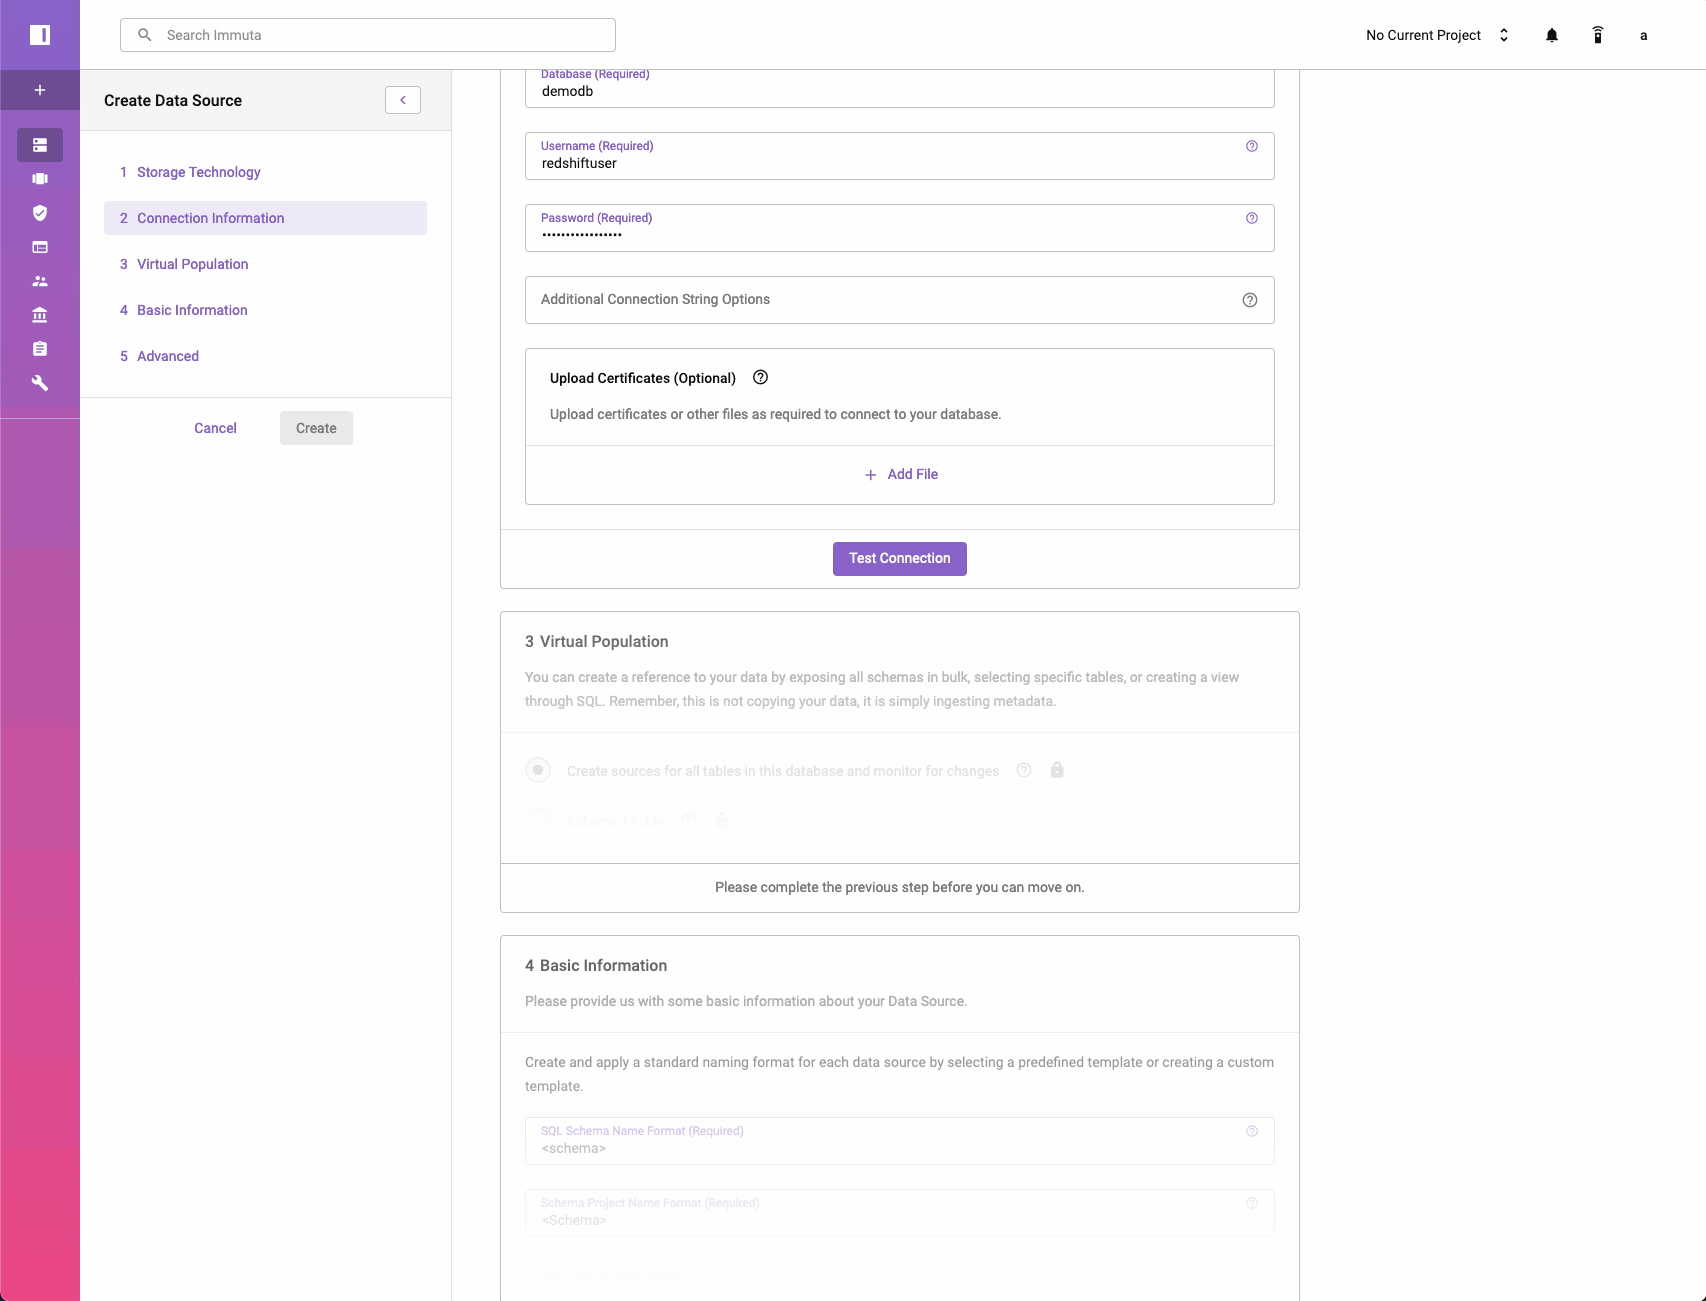 Search Immuta
No Current Project
a
Create Data Source
1 Storage Technology
2 Connection Information
3 Virtual Population
4 Basic Information
5 Advanced
Cancel
Create
Database (Required)
demodb
Username (Required)
redshiftuser
Password (Required)
•••••••••••••••••
Additional Connection String Options
Upload Certificates (Optional)
Upload certificates or other files as required to connect to your database.
+ Add File
Test Connection
3 Virtual Population
You can create a reference to your data by exposing all schemas in bulk, selecting specific tables, or creating a view
through SQL. Remember, this is not copying your data, it is simply ingesting metadata.
Create sources for all tables in this database and monitor for changes
Schema / Table
Please complete the previous step before you can move on.
4 Basic Information
Please provide us with some basic information about your Data Source.
Create and apply a standard naming format for each data source by selecting a predefined template or creating a custom
template.
SQL Schema Name Format (Required)
<schema>
Schema Project Name Format (Required)
<Schema>